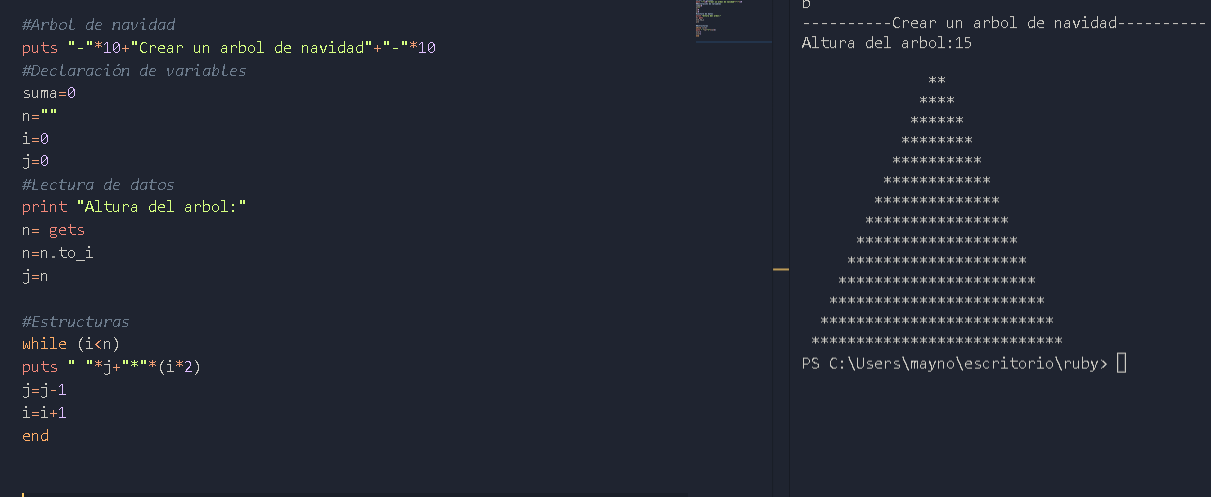 #Arbol de navidad
puts "-"*10+"Crear un arbol de navidad"+"-"*10
#Declaración de variables
suma=0
n=""
i=0
j=0
#Lectura de datos
print "Altura del arbol:"
n= gets
n=n.to_i
j=n
#Estructuras
while (i<n)
puts " "*j+"*"*(i*2)
j=j-1
i=i+1
end
----------Crear un arbol de navidad----------
Altura del arbol:15
              **
             ****
            ******
           ********
          **********
         ************
        **************
       ****************
      ******************
     ********************
    **********************
   ************************
  **************************
 ****************************
PS C:\Users\mayno\escritorio\ruby>